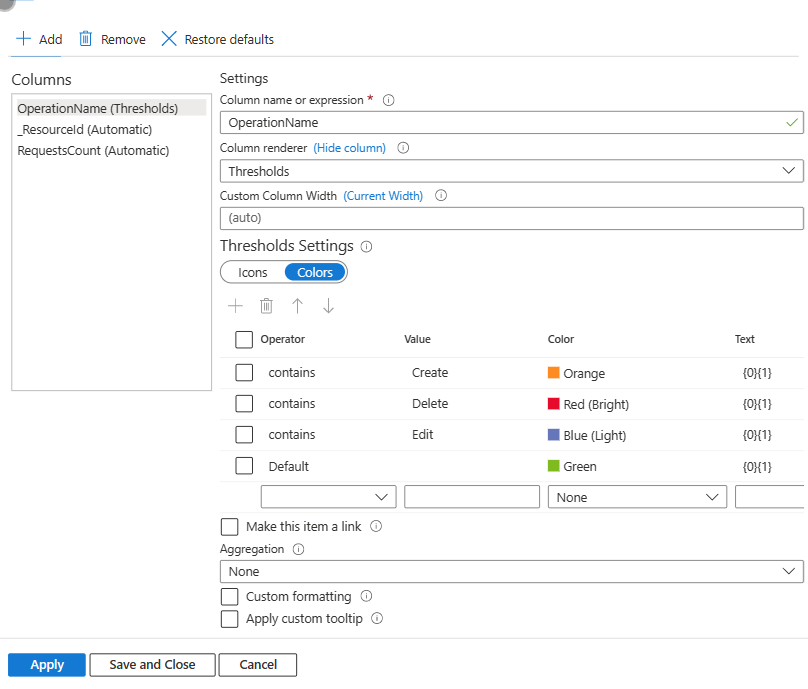 Add Remove Restore defaults
Columns
OperationName (Thresholds)
_ResourceId (Automatic)
RequestsCount (Automatic)
Settings
Column name or expression *
OperationName
Column renderer (Hide column)
Thresholds
Custom Column Width (Current Width)
(auto)
Thresholds Settings
Icons Colors
Operator Value Color Text
contains Create Orange {0}{1}
contains Delete Red (Bright) {0}{1}
contains Edit Blue (Light) {0}{1}
Default Green {0}{1}
None
Make this item a link
Aggregation
None
Custom formatting
Apply custom tooltip
Apply Save and Close Cancel